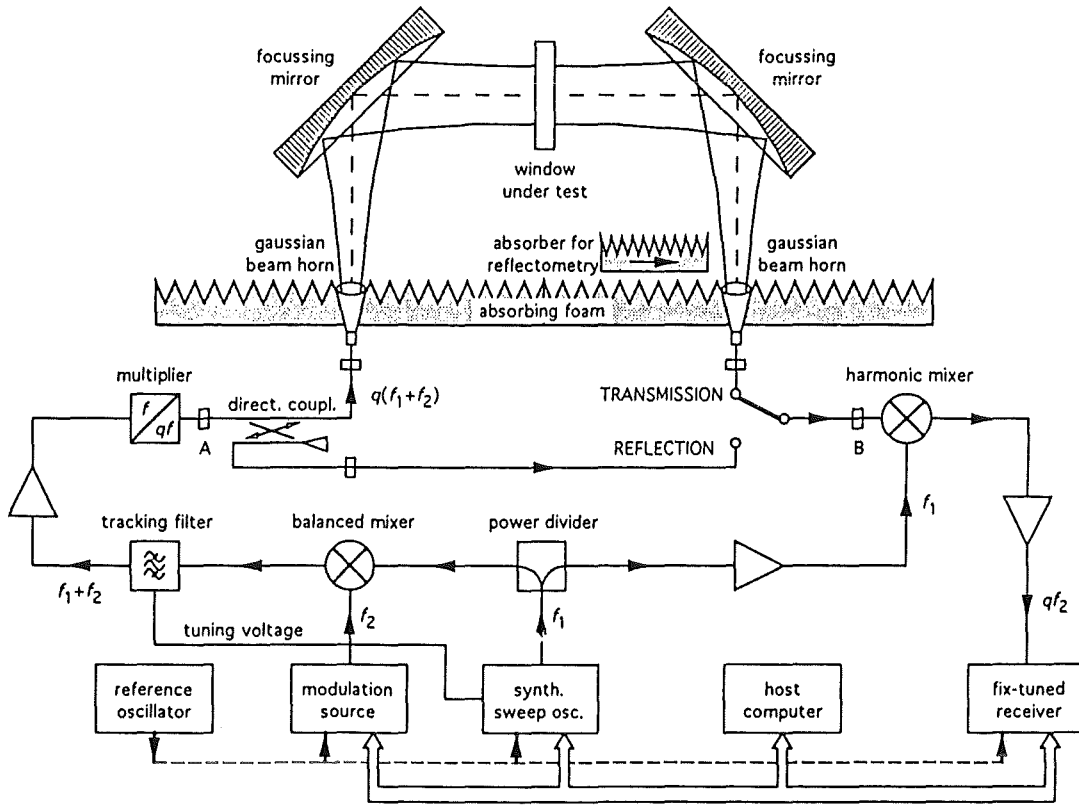 focussing
mirror
focussing
mirror
window
under test
gaussian
beam horn
absorber for
reflectometry
gaussian
beam horn
absorbing foam
multiplier
f
qf
A
direct. coupl.
q(f1+f2)
TRANSMISSION
REFLECTION
harmonic mixer
B
f1
tracking filter
balanced mixer
power divider
f1+f2
f2
f1
qf2
tuning voltage
reference
oscillator
modulation
source
synth.
sweep osc.
host
computer
fix-tuned
receiver